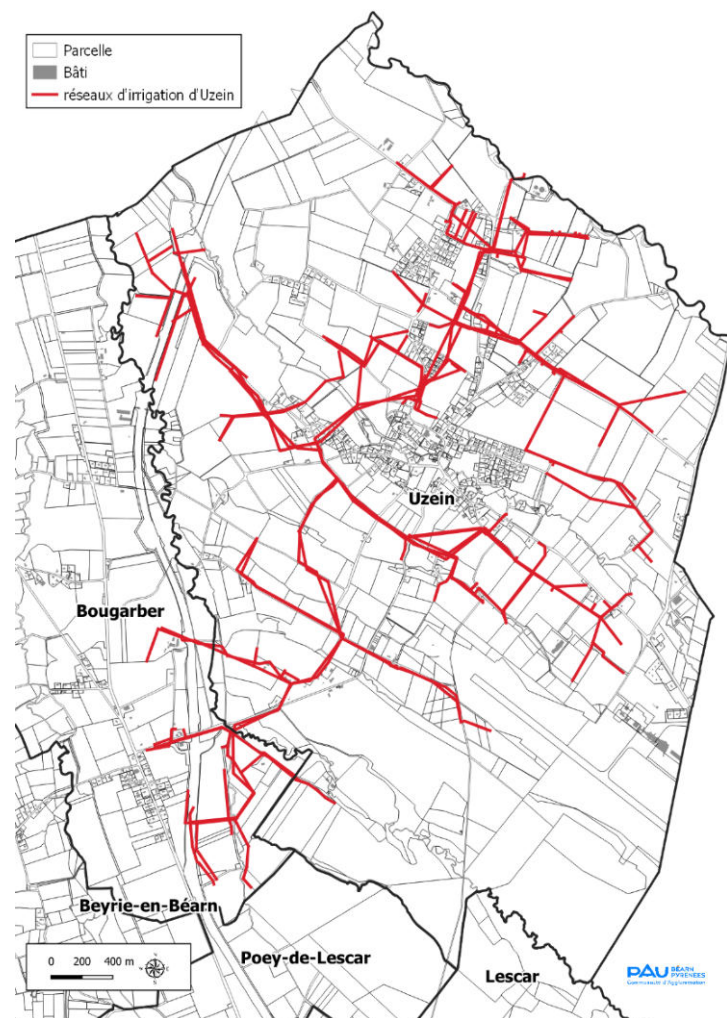 Parcelle
Bâti
réseaux d'irrigation d'Uzein
Uzein
Bougarber
Beyrie-en-Béarn
Poey-de-Lescar
Lescar
0 200 400 m
PAU BÉARN
PYRÉNÉES
Communauté d'Agglomération